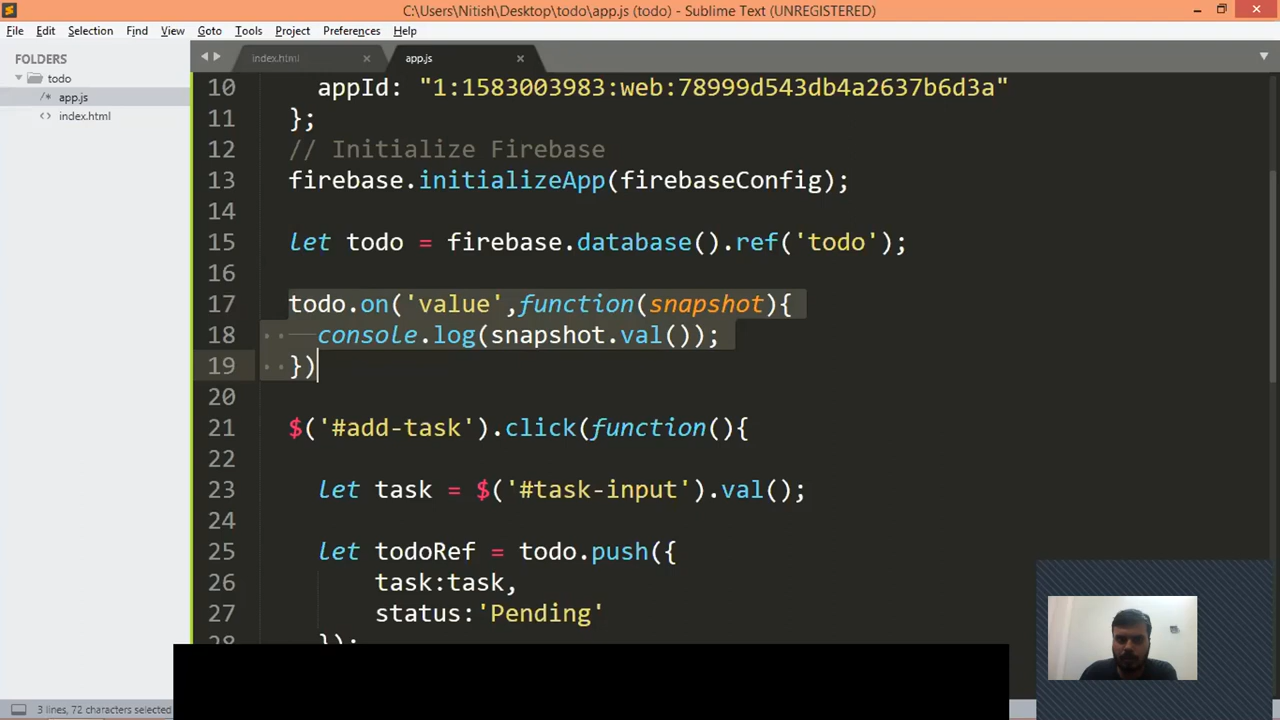 C:\Users\Nitish\Desktop\todo\app.js (todo) - Sublime Text (UNREGISTERED)
File Edit Selection Find View Goto Tools Project Preferences Help
FOLDERS
todo
/* app.js
<> index.html
index.html × app.js ×
10 appId: "1:1583003983:web:78999d543db4a2637b6d3a"
11 };
12 // Initialize Firebase
13 firebase.initializeApp(firebaseConfig);
14
15 let todo = firebase.database().ref('todo');
16
17 todo.on('value',function(snapshot){
18 console.log(snapshot.val());
19 })
20
21 $('#add-task').click(function(){
22
23 let task = $('#task-input').val();
24
25 let todoRef = todo.push({
26 task:task,
27 status:'Pending'
28 });
3 lines, 72 characters selected